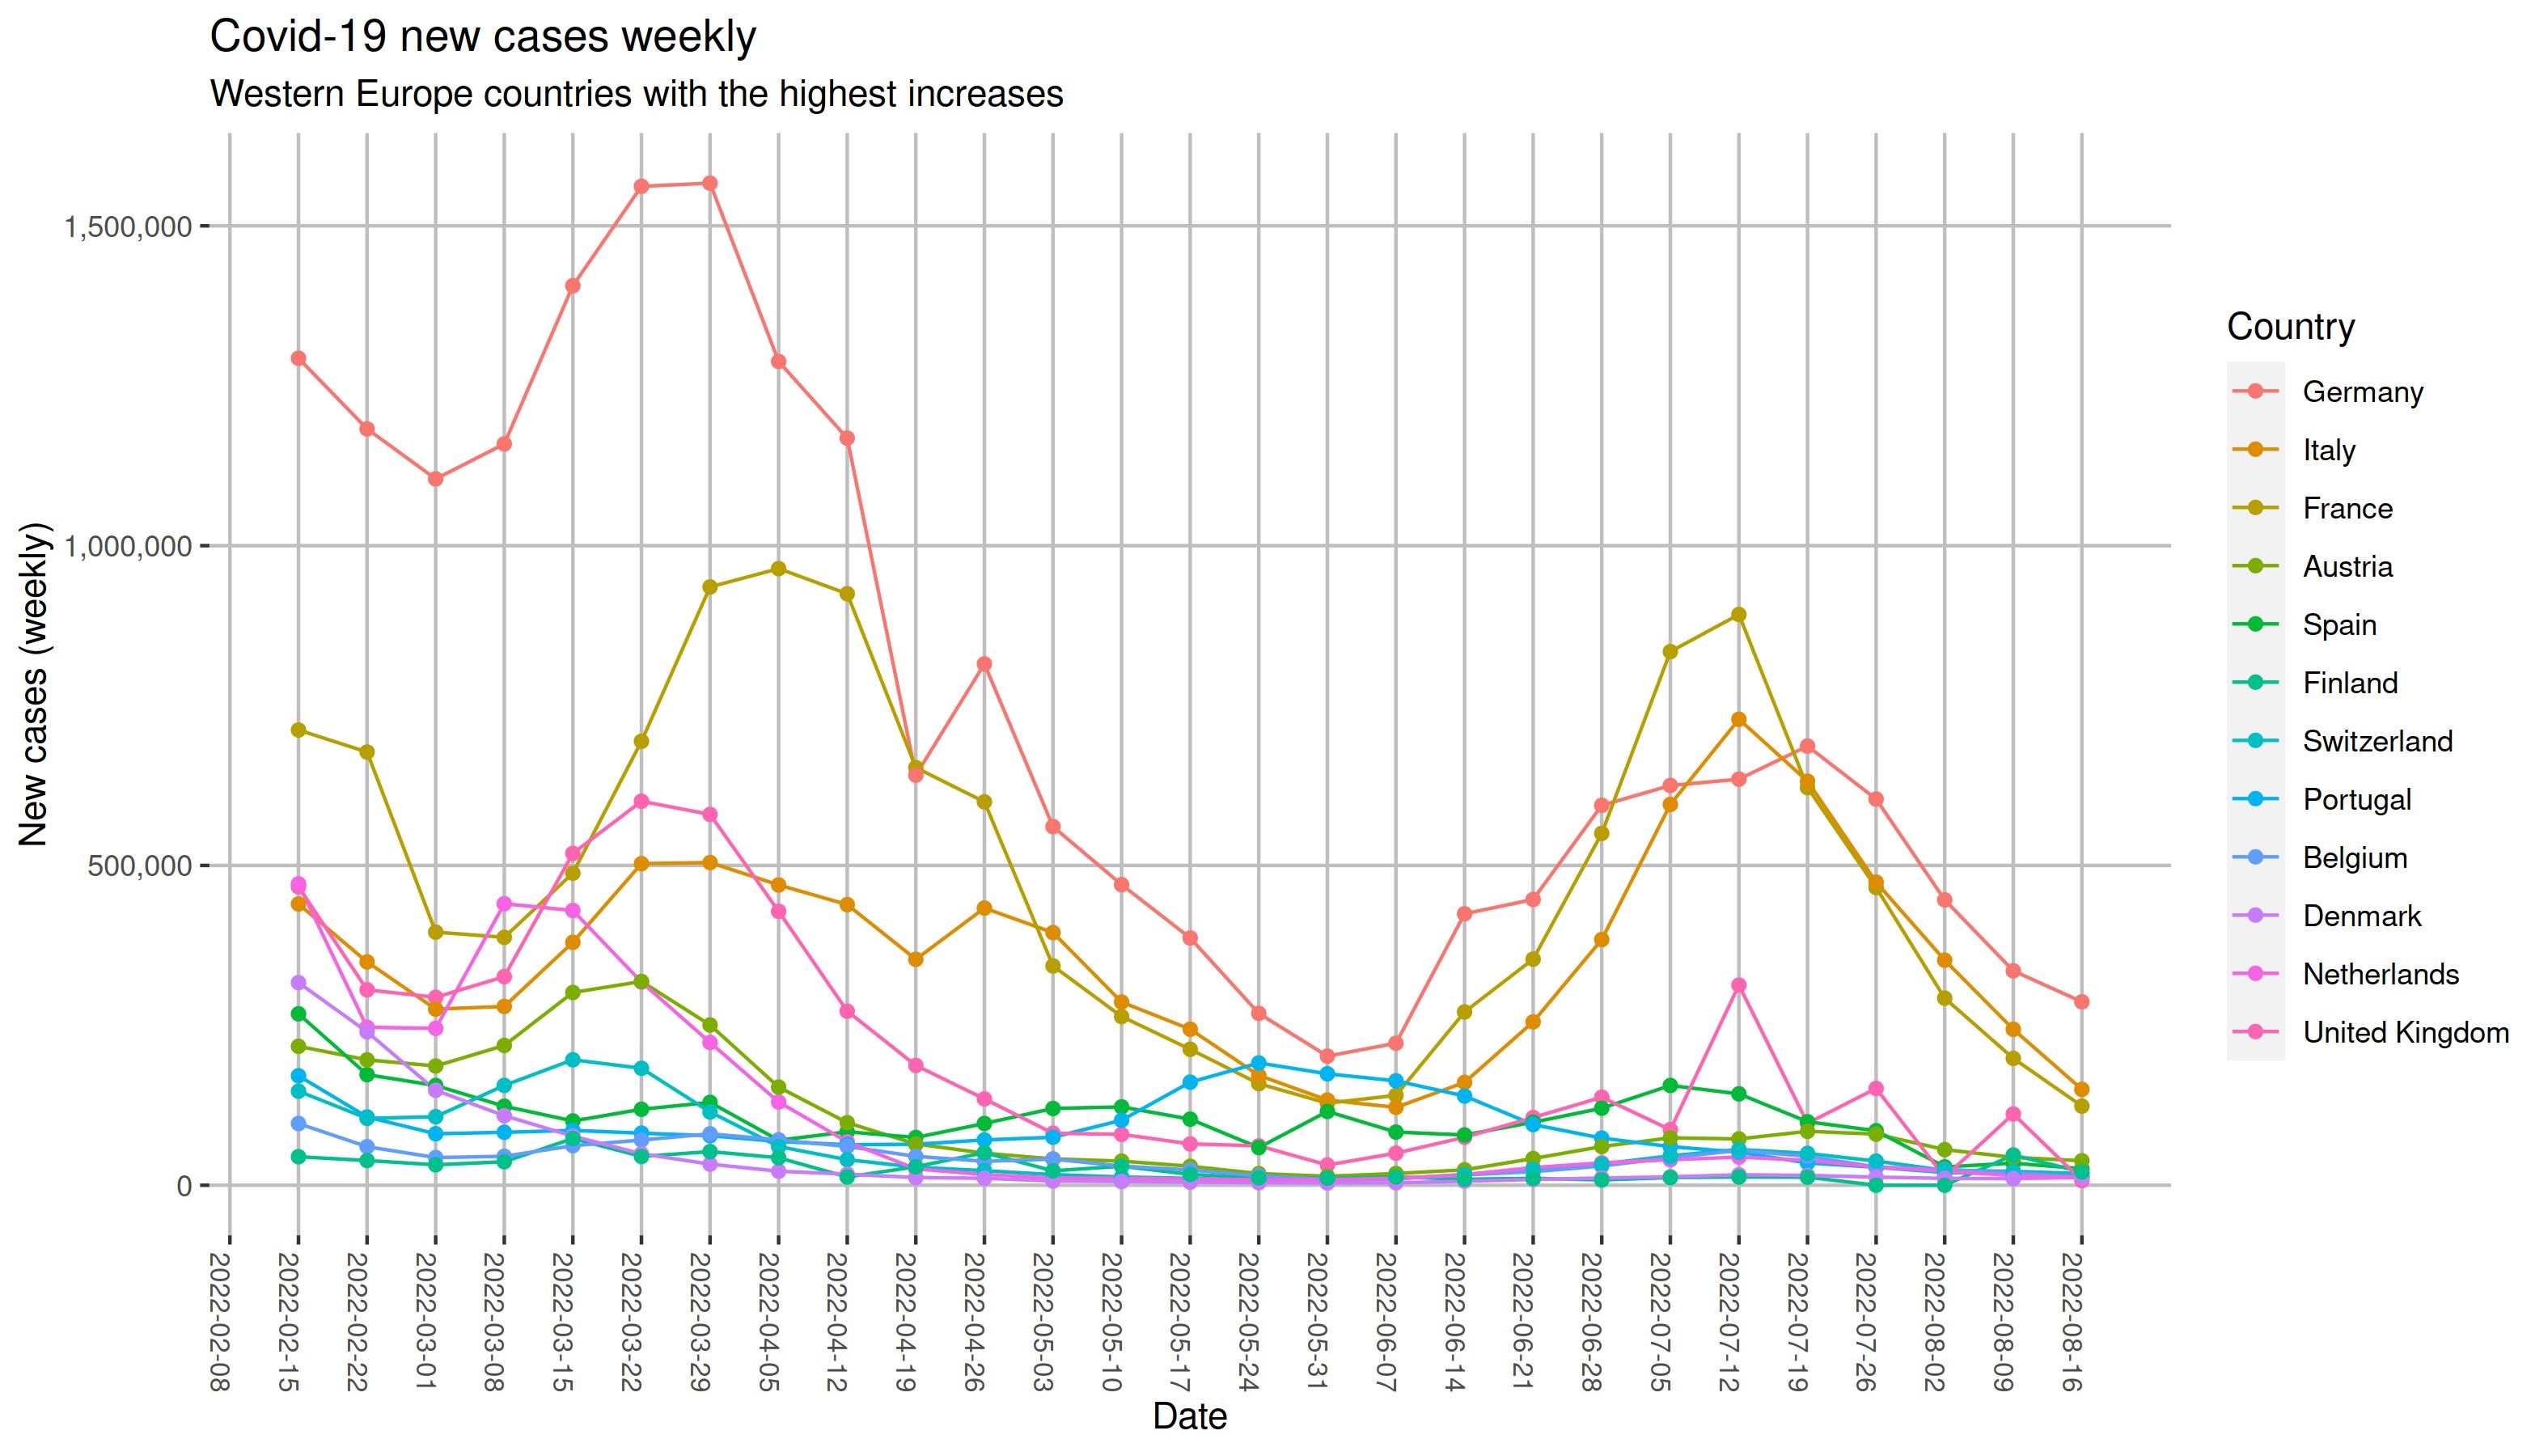 Covid-19 new cases weekly
Western Europe countries with the highest increases
New cases (weekly)
1,500,000
1,000,000
500,000
0
2022-02-08
2022-02-15
2022-02-22
2022-03-01
2022-03-08
2022-03-15
2022-03-22
2022-03-29
2022-04-05
2022-04-12
2022-04-19
2022-04-26
2022-05-03
2022-05-10
2022-05-17
2022-05-24
2022-05-31
2022-06-07
2022-06-14
2022-06-21
2022-06-28
2022-07-05
2022-07-12
2022-07-19
2022-07-26
2022-08-02
2022-08-09
2022-08-16
Date
Country
Germany
Italy
France
Austria
Spain
Finland
Switzerland
Portugal
Belgium
Denmark
Netherlands
United Kingdom